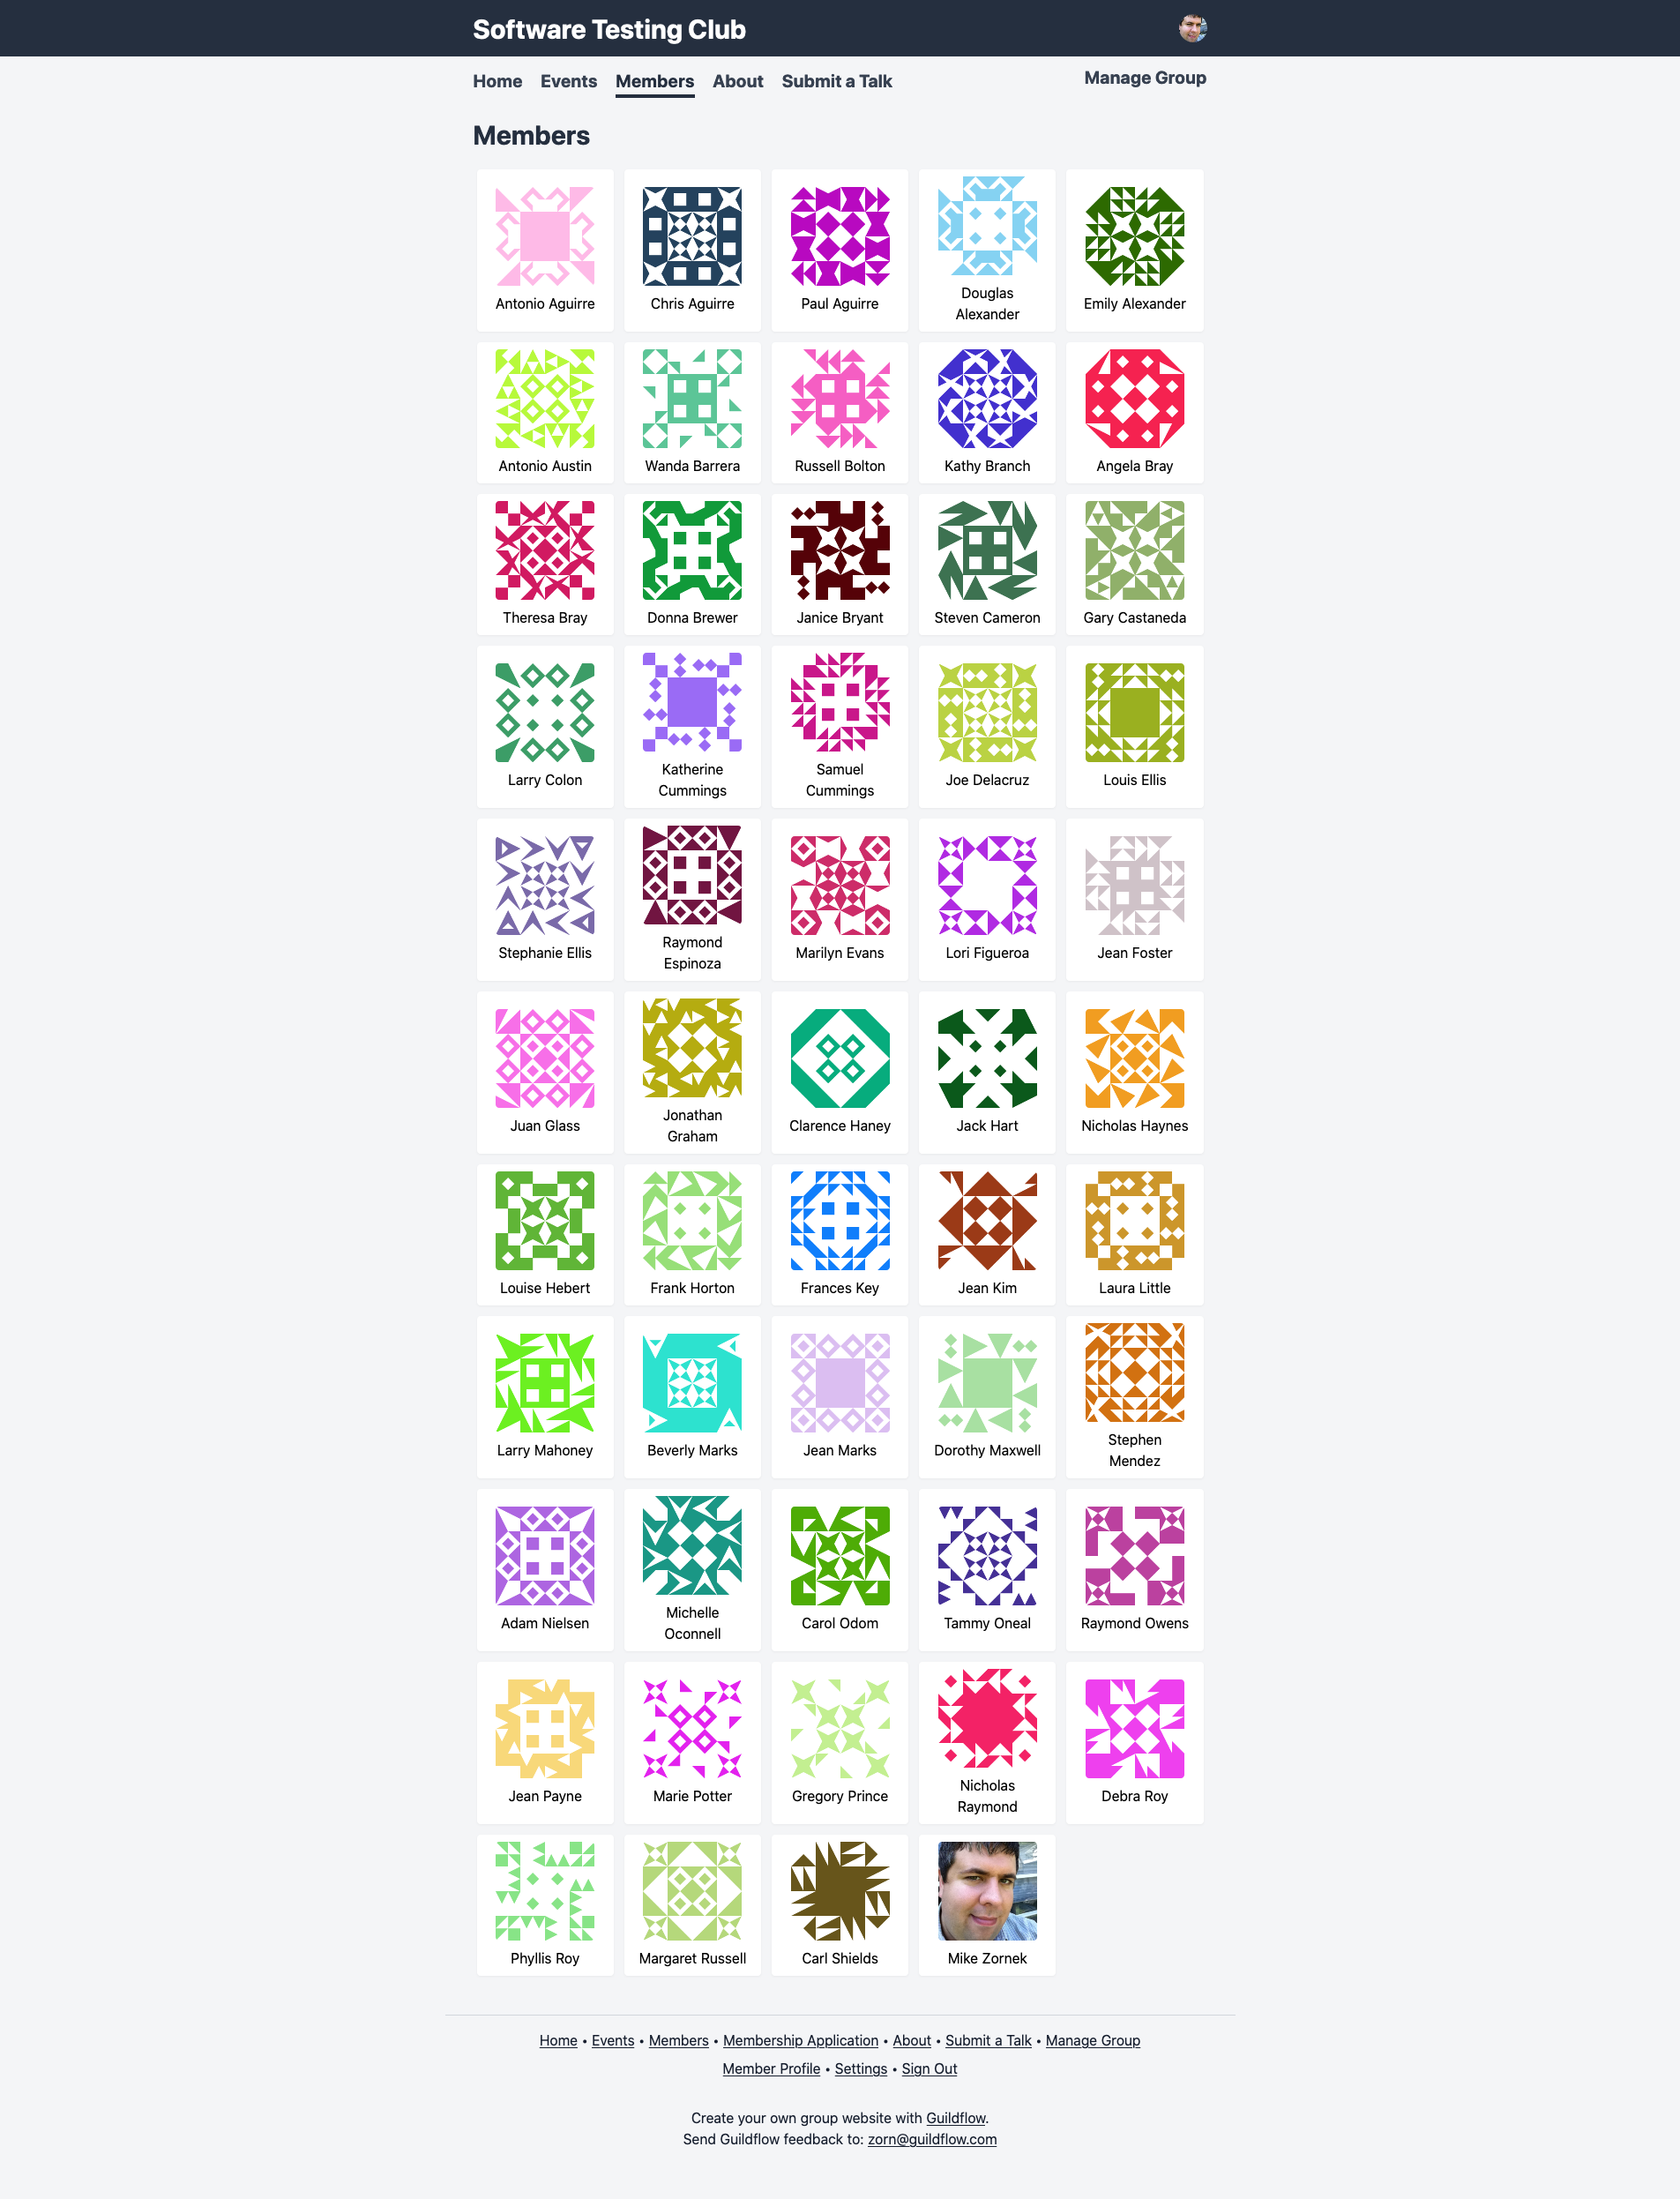 Software Testing Club
Home Events Members About Submit a Talk Manage Group
Members
Antonio Aguirre
Chris Aguirre
Paul Aguirre
Douglas
Alexander
Emily Alexander
Antonio Austin
Wanda Barrera
Russell Bolton
Kathy Branch
Angela Bray
Theresa Bray
Donna Brewer
Janice Bryant
Steven Cameron
Gary Castaneda
Larry Colon
Katherine
Cummings
Samuel
Cummings
Joe Delacruz
Louis Ellis
Stephanie Ellis
Raymond
Espinoza
Marilyn Evans
Lori Figueroa
Jean Foster
Juan Glass
Jonathan
Graham
Clarence Haney
Jack Hart
Nicholas Haynes
Louise Hebert
Frank Horton
Frances Key
Jean Kim
Laura Little
Larry Mahoney
Beverly Marks
Jean Marks
Dorothy Maxwell
Stephen
Mendez
Adam Nielsen
Michelle
Oconnell
Carol Odom
Tammy Oneal
Raymond Owens
Jean Payne
Marie Potter
Gregory Prince
Nicholas
Raymond
Debra Roy
Phyllis Roy
Margaret Russell
Carl Shields
Mike Zornek
Home • Events • Members • Membership Application • About • Submit a Talk • Manage Group
Member Profile • Settings • Sign Out
Create your own group website with Guildflow.
Send Guildflow feedback to: zorn@guildflow.com